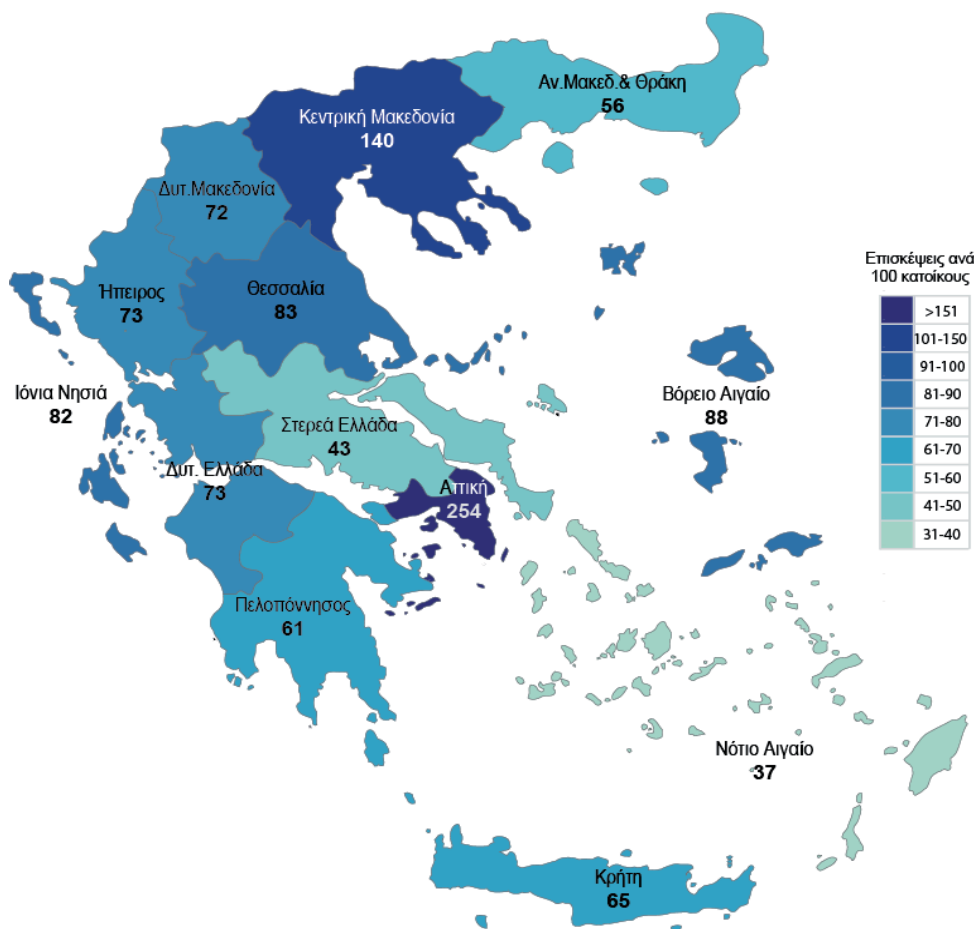 Αν.Μακεδ.& Θράκη
56
Κεντρική Μακεδονία
140
Δυτ.Μακεδονία
72
Ήπειρος
73
Θεσσαλία
83
Ιόνια Νησιά
82
Βόρειο Αιγαίο
88
Στερεά Ελλάδα
43
Δυτ. Ελλάδα
73
Αττική
254
Πελοπόννησος
61
Νότιο Αιγαίο
37
Κρήτη
65
Επισκέψεις ανά
100 κατοίκους
>151
101-150
91-100
81-90
71-80
61-70
51-60
41-50
31-40